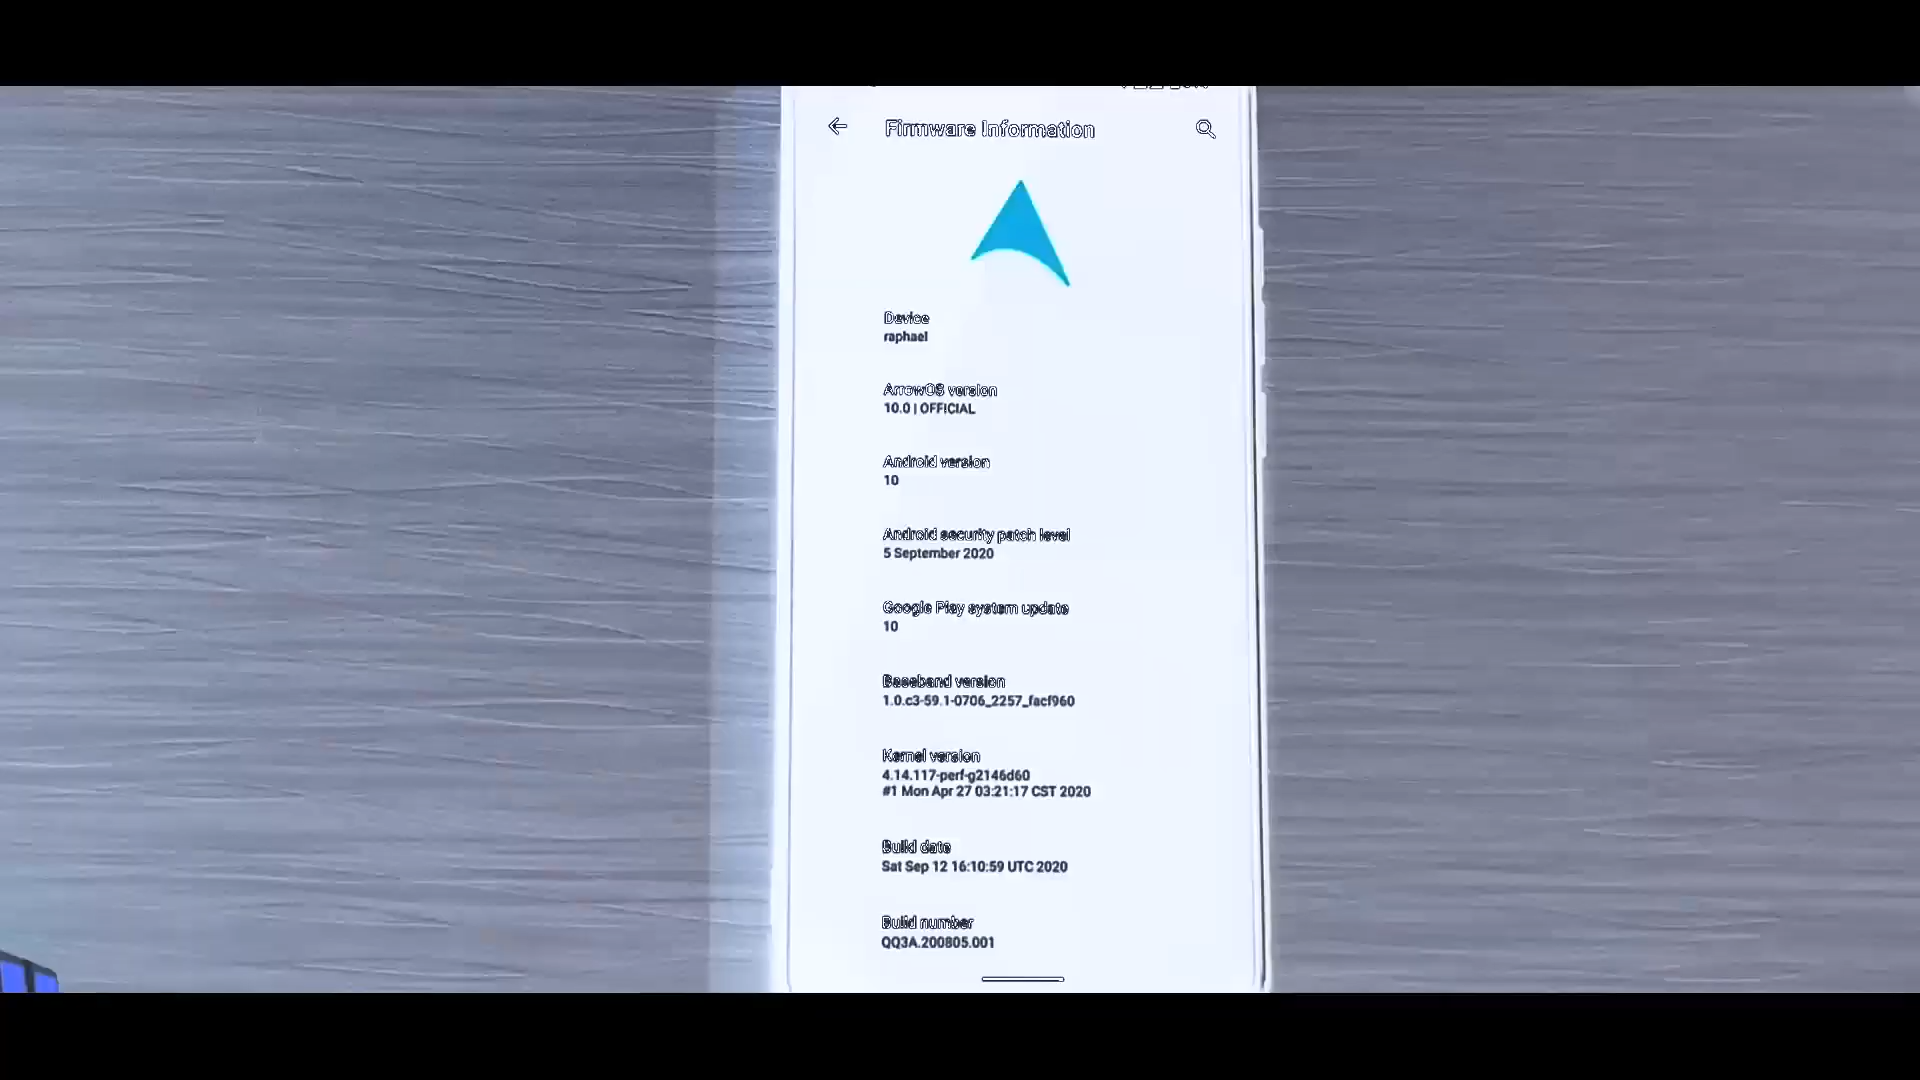 Firmware Information
Device
raphael
ArrowOS version
10.0 | OFFICIAL
Android version
10
Android security patch level
5 September 2020
Google Play system update
10
Baseband version
1.0.c3-59.1-0706_2257_facf960
Kernel version
4.14.117-perf-g2146d60
#1 Mon Apr 27 03:21:17 CST 2020
Build date
Sat Sep 12 16:10:59 UTC 2020
Build number
QQ3A.200805.001